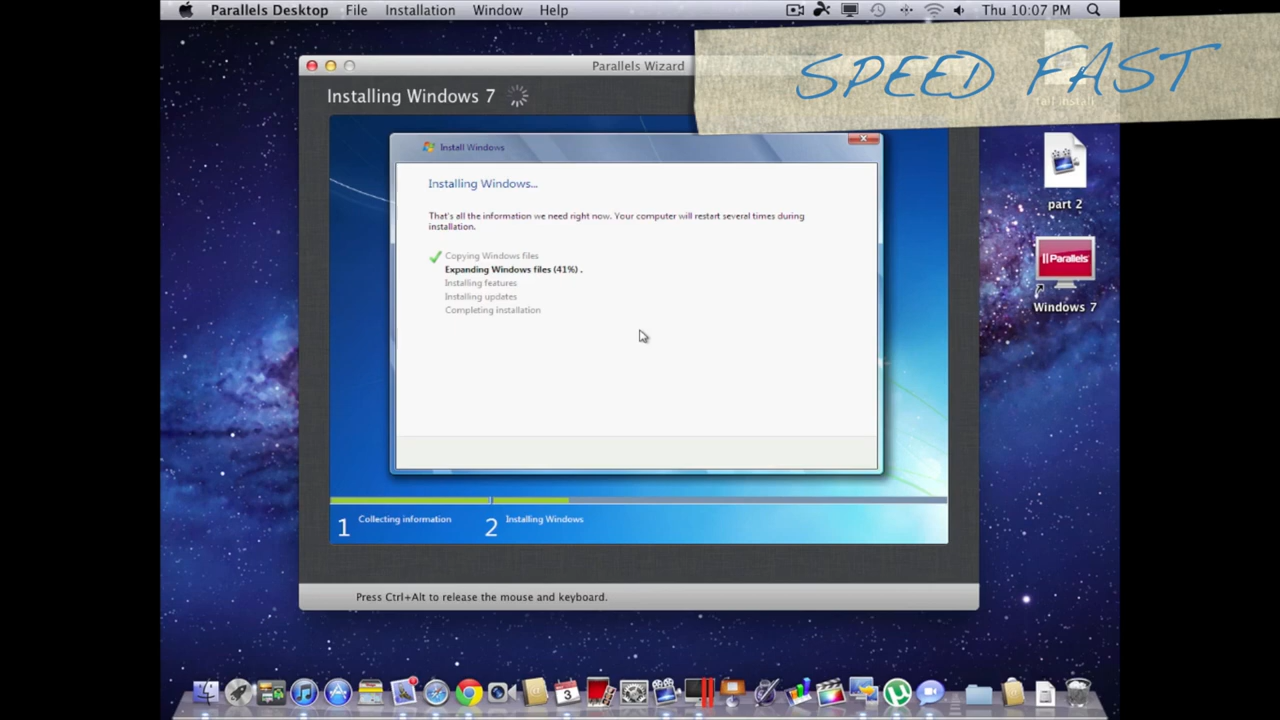 Parallels Desktop File Installation Window Help Thu 10:07 PM
SPEED FAST
Parallels Wizard
Installing Windows 7
Install Windows
Installing Windows...
That's all the information we need right now. Your computer will restart several times during
installation.
Copying Windows files
Expanding Windows files (41%) .
Installing features
Installing updates
Completing installation
part 2
Parallels
Windows 7
1 Collecting information 2 Installing Windows
Press Ctrl+Alt to release the mouse and keyboard.
3